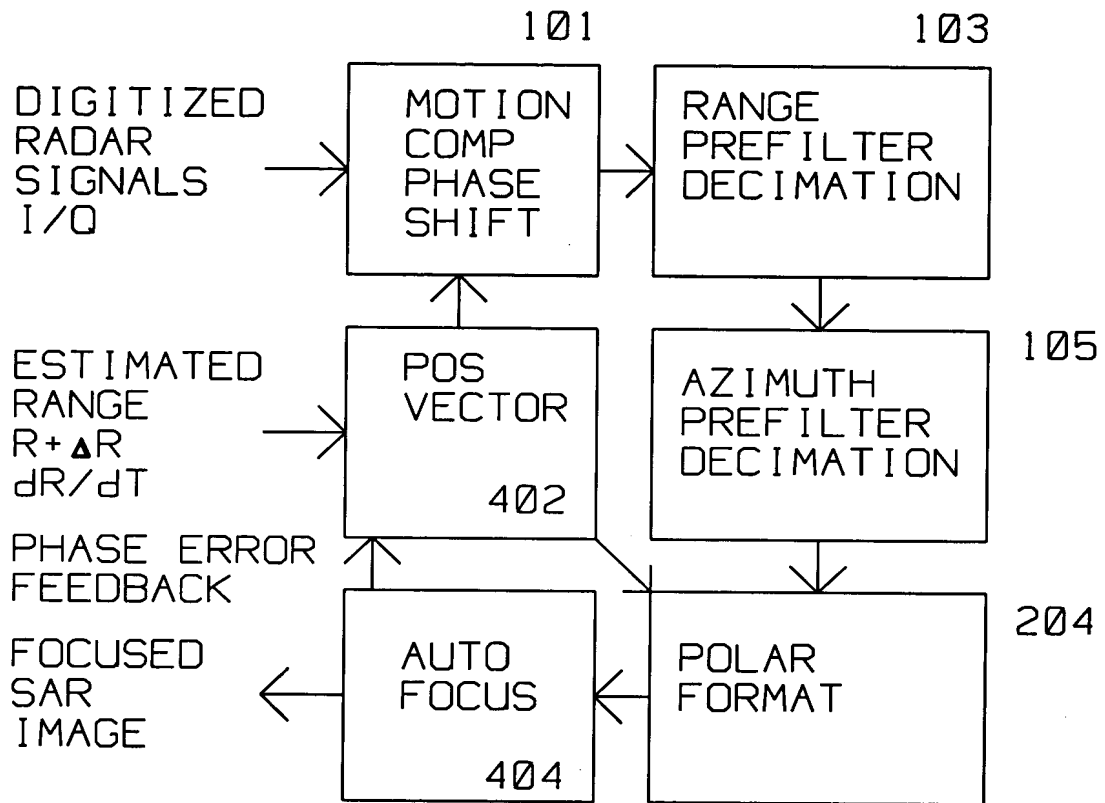 101
103
DIGITIZED
RADAR
SIGNALS
I/Q
MOTION
COMP
PHASE
SHIFT
RANGE
PREFILTER
DECIMATION
ESTIMATED
RANGE
R+ΔR
dR/dT
POS
VECTOR
402
105
AZIMUTH
PREFILTER
DECIMATION
PHASE ERROR
FEEDBACK
FOCUSED
SAR
IMAGE
AUTO
FOCUS
404
POLAR
FORMAT
204